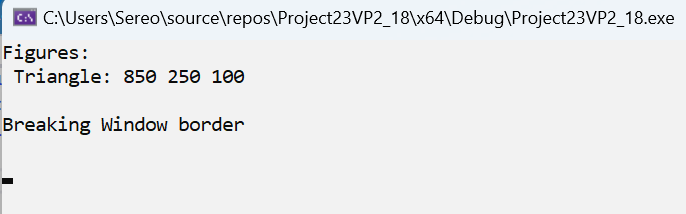 C:\Users\Sereo\source\repos\Project23VP2_18\x64\Debug\Project23VP2_18.exe
Figures:
Triangle: 850 250 100
Breaking Window border